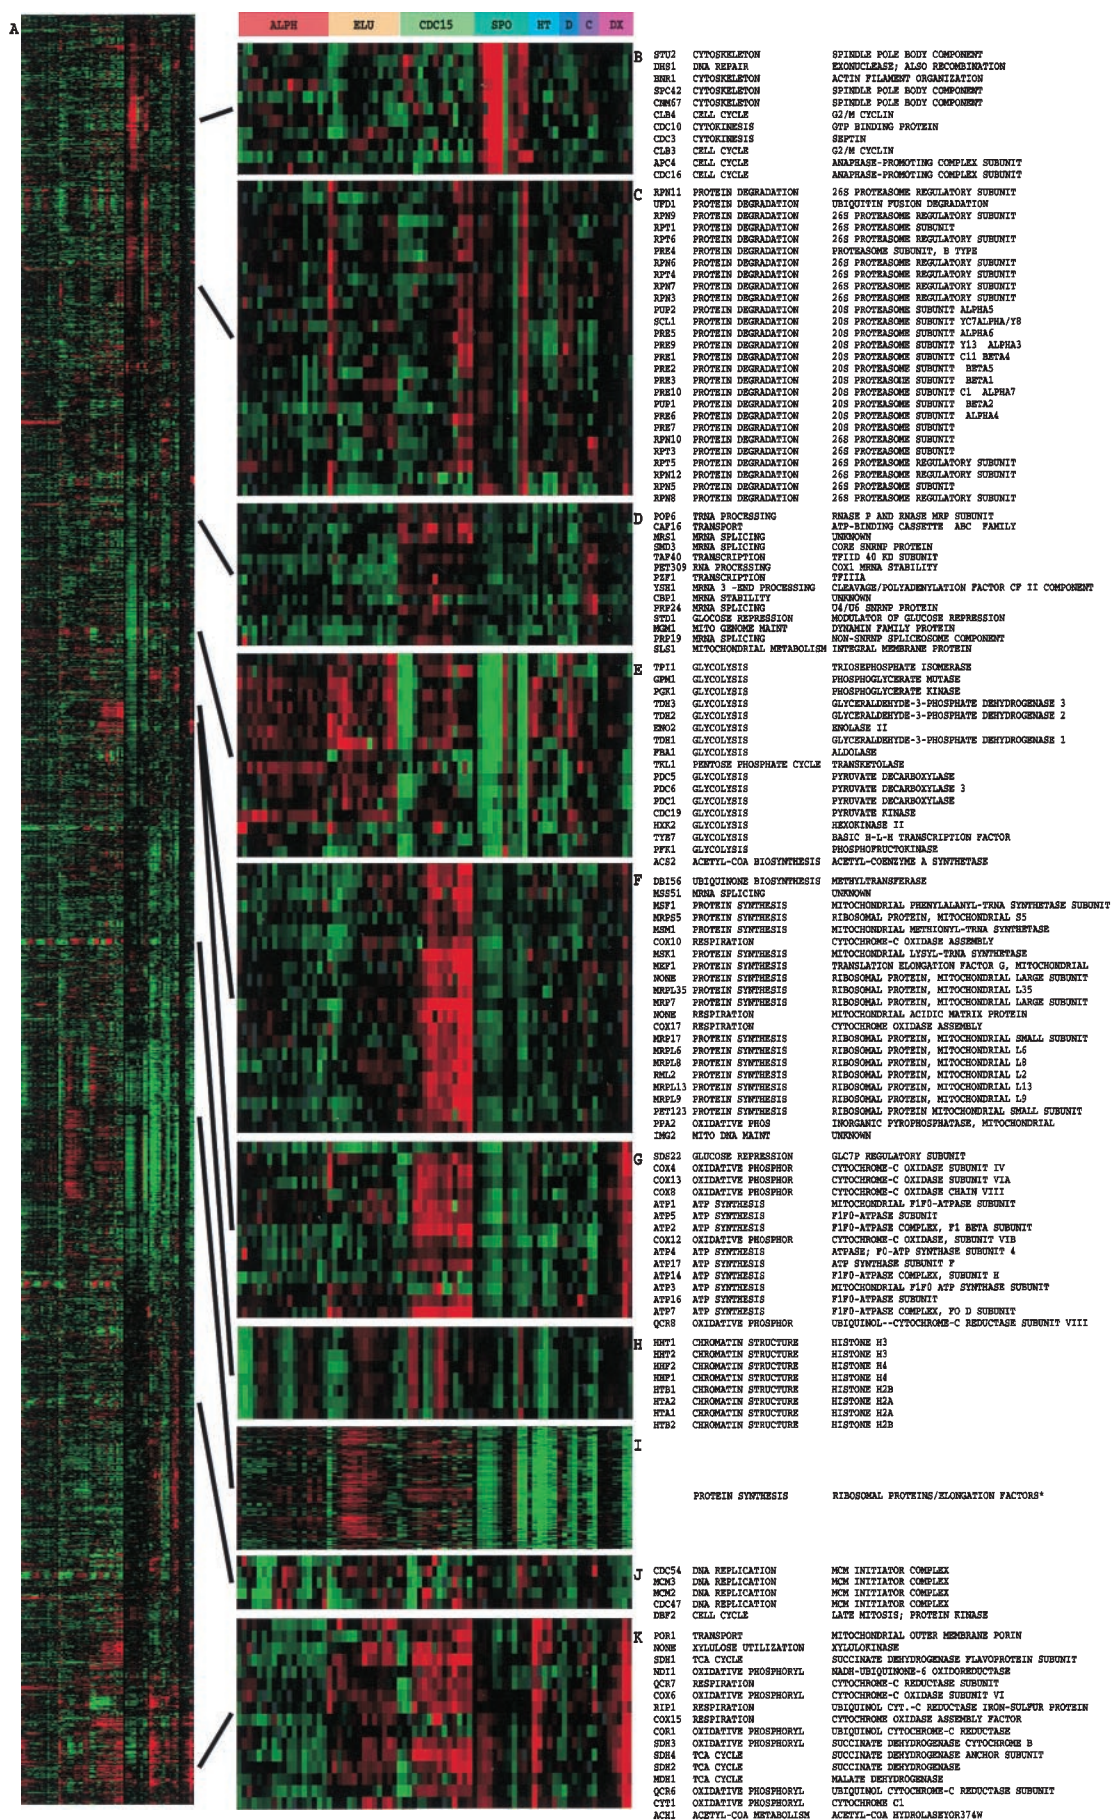 A
ALPH ELU CDC15 SPO HT D C DX
B
STU2 CYTOSKELETON SPINDLE POLE BODY COMPONENT
DHS1 DNA REPAIR EXONUCLEASE; ALSO RECOMBINATION
BNR1 CYTOSKELETON ACTIN FILAMENT ORGANIZATION
SPC42 CYTOSKELETON SPINDLE POLE BODY COMPONENT
CNM67 CYTOSKELETON SPINDLE POLE BODY COMPONENT
CLB4 CELL CYCLE G2/M CYCLIN
CDC10 CYTOKINESIS GTP BINDING PROTEIN
CDC3 CYTOKINESIS SEPTIN
CLB3 CELL CYCLE G2/M CYCLIN
APC4 CELL CYCLE ANAPHASE-PROMOTING COMPLEX SUBUNIT
CDC16 CELL CYCLE ANAPHASE-PROMOTING COMPLEX SUBUNIT
C
RPN11 PROTEIN DEGRADATION 26S PROTEASOME REGULATORY SUBUNIT
UFD1 PROTEIN DEGRADATION UBIQUITIN FUSION DEGRADATION
RPN9 PROTEIN DEGRADATION 26S PROTEASOME REGULATORY SUBUNIT
RPT1 PROTEIN DEGRADATION 26S PROTEASOME SUBUNIT
RPT6 PROTEIN DEGRADATION 26S PROTEASOME REGULATORY SUBUNIT
PRE4 PROTEIN DEGRADATION PROTEASOME SUBUNIT, B TYPE
RPN6 PROTEIN DEGRADATION 26S PROTEASOME REGULATORY SUBUNIT
RPT4 PROTEIN DEGRADATION 26S PROTEASOME REGULATORY SUBUNIT
RPN7 PROTEIN DEGRADATION 26S PROTEASOME REGULATORY SUBUNIT
RPN3 PROTEIN DEGRADATION 26S PROTEASOME REGULATORY SUBUNIT
PUP2 PROTEIN DEGRADATION 20S PROTEASOME SUBUNIT ALPHA5
SCL1 PROTEIN DEGRADATION 20S PROTEASOME SUBUNIT YC7ALPHA/Y8
PRE5 PROTEIN DEGRADATION 20S PROTEASOME SUBUNIT ALPHA6
PRE9 PROTEIN DEGRADATION 20S PROTEASOME SUBUNIT Y13 ALPHA3
PRE1 PROTEIN DEGRADATION 20S PROTEASOME SUBUNIT C11 BETA4
PRE2 PROTEIN DEGRADATION 20S PROTEASOME SUBUNIT BETA5
PRE3 PROTEIN DEGRADATION 20S PROTEASOME SUBUNIT BETA1
PRE10 PROTEIN DEGRADATION 20S PROTEASOME SUBUNIT C1 ALPHA7
PUP1 PROTEIN DEGRADATION 20S PROTEASOME SUBUNIT BETA2
PRE6 PROTEIN DEGRADATION 20S PROTEASOME SUBUNIT ALPHA4
PRE7 PROTEIN DEGRADATION 20S PROTEASOME SUBUNIT
RPN10 PROTEIN DEGRADATION 26S PROTEASOME SUBUNIT
RPT3 PROTEIN DEGRADATION 26S PROTEASOME SUBUNIT
RPT5 PROTEIN DEGRADATION 26S PROTEASOME REGULATORY SUBUNIT
RPN12 PROTEIN DEGRADATION 26S PROTEASOME REGULATORY SUBUNIT
RPN5 PROTEIN DEGRADATION 26S PROTEASOME SUBUNIT
RPN8 PROTEIN DEGRADATION 26S PROTEASOME REGULATORY SUBUNIT
D
POP6 TRNA PROCESSING RNASE P AND RNASE MRP SUBUNIT
CAF16 TRANSPORT ATP-BINDING CASSETTE ABC FAMILY
MRS1 MRNA SPLICING UNKNOWN
SMD3 MRNA SPLICING CORE SNRNP PROTEIN
TAF40 TRANSCRIPTION TFIID 40 KD SUBUNIT
PET309 RNA PROCESSING COX1 MRNA STABILITY
PZF1 TRANSCRIPTION TFIIIA
YSH1 MRNA 3 -END PROCESSING CLEAVAGE/POLYADENYLATION FACTOR CF II COMPONENT
CBP1 MRNA STABILITY UNKNOWN
PRP24 MRNA SPLICING U4/U6 SNRNP PROTEIN
STD1 GLOCOSE REPRESSION MODULATOR OF GLUCOSE REPRESSION
MGM1 MITO GENOME MAINT DYNAMIN FAMILY PROTEIN
PRP19 MRNA SPLICING NON-SNRNP SPLICEOSOME COMPONENT
SLS1 MITOCHONDRIAL METABOLISM INTEGRAL MEMBRANE PROTEIN
E
TPI1 GLYCOLYSIS TRIOSEPHOSPHATE ISOMERASE
GPM1 GLYCOLYSIS PHOSPHOGLYCERATE MUTASE
PGK1 GLYCOLYSIS PHOSPHOGLYCERATE KINASE
TDH3 GLYCOLYSIS GLYCERALDEHYDE-3-PHOSPHATE DEHYDROGENASE 3
TDH2 GLYCOLYSIS GLYCERALDEHYDE-3-PHOSPHATE DEHYDROGENASE 2
ENO2 GLYCOLYSIS ENOLASE II
TDH1 GLYCOLYSIS GLYCERALDEHYDE-3-PHOSPHATE DEHYDROGENASE 1
FBA1 GLYCOLYSIS ALDOLASE
TKL1 PENTOSE PHOSPHATE CYCLE TRANSKETOLASE
PDC5 GLYCOLYSIS PYRUVATE DECARBOXYLASE
PDC6 GLYCOLYSIS PYRUVATE DECARBOXYLASE 3
PDC1 GLYCOLYSIS PYRUVATE DECARBOXYLASE
CDC19 GLYCOLYSIS PYRUVATE KINASE
HXK2 GLYCOLYSIS HEXOKINASE II
TYE7 GLYCOLYSIS BASIC H-L-H TRANSCRIPTION FACTOR
PFK1 GLYCOLYSIS PHOSPHOFRUCTOKINASE
ACS2 ACETYL-COA BIOSYNTHESIS ACETYL-COENZYME A SYNTHETASE
F
DBI56 UBIQUINONE BIOSYNTHESIS METHYLTRANSFERASE
MSS51 MRNA SPLICING UNKNOWN
MSF1 PROTEIN SYNTHESIS MITOCHONDRIAL PHENYLALANYL-TRNA SYNTHETASE SUBUNIT
MRPS5 PROTEIN SYNTHESIS RIBOSOMAL PROTEIN, MITOCHONDRIAL S5
MSM1 PROTEIN SYNTHESIS MITOCHONDRIAL METHIONYL-TRNA SYNTHETASE
COX10 RESPIRATION CYTOCHROME-C OXIDASE ASSEMBLY
MSK1 PROTEIN SYNTHESIS MITOCHONDRIAL LYSYL-TRNA SYNTHETASE
MEF1 PROTEIN SYNTHESIS TRANSLATION ELONGATION FACTOR G, MITOCHONDRIAL
NONE PROTEIN SYNTHESIS RIBOSOMAL PROTEIN, MITOCHONDRIAL LARGE SUBUNIT
MRPL35 PROTEIN SYNTHESIS RIBOSOMAL PROTEIN, MITOCHONDRIAL L35
MRP7 PROTEIN SYNTHESIS RIBOSOMAL PROTEIN, MITOCHONDRIAL LARGE SUBUNIT
NONE RESPIRATION MITOCHONDRIAL ACIDIC MATRIX PROTEIN
COX17 RESPIRATION CYTOCHROME OXIDASE ASSEMBLY
MRP17 PROTEIN SYNTHESIS RIBOSOMAL PROTEIN, MITOCHONDRIAL SMALL SUBUNIT
MRPL6 PROTEIN SYNTHESIS RIBOSOMAL PROTEIN, MITOCHONDRIAL L6
MRPL8 PROTEIN SYNTHESIS RIBOSOMAL PROTEIN, MITOCHONDRIAL L8
RML2 PROTEIN SYNTHESIS RIBOSOMAL PROTEIN, MITOCHONDRIAL L2
MRPL13 PROTEIN SYNTHESIS RIBOSOMAL PROTEIN, MITOCHONDRIAL L13
MRPL9 PROTEIN SYNTHESIS RIBOSOMAL PROTEIN, MITOCHONDRIAL L9
PET123 PROTEIN SYNTHESIS RIBOSOMAL PROTEIN MITOCHONDRIAL SMALL SUBUNIT
PPA2 OXIDATIVE PHOS INORGANIC PYROPHOSPHATASE, MITOCHONDRIAL
IMG2 MITO DNA MAINT UNKNOWN
G
SDS22 GLUCOSE REPRESSION GLC7P REGULATORY SUBUNIT
COX4 OXIDATIVE PHOSPHOR CYTOCHROME-C OXIDASE SUBUNIT IV
COX13 OXIDATIVE PHOSPHOR CYTOCHROME-C OXIDASE SUBUNIT VIA
COX8 OXIDATIVE PHOSPHOR CYTOCHROME-C OXIDASE CHAIN VIII
ATP1 ATP SYNTHESIS MITOCHONDRIAL F1F0-ATPASE SUBUNIT
ATP5 ATP SYNTHESIS F1F0-ATPASE SUBUNIT
ATP2 ATP SYNTHESIS F1F0-ATPASE COMPLEX, F1 BETA SUBUNIT
COX12 OXIDATIVE PHOSPHOR CYTOCHROME-C OXIDASE, SUBUNIT VIB
ATP4 ATP SYNTHESIS ATPASE; F0-ATP SYNTHASE SUBUNIT 4
ATP17 ATP SYNTHESIS ATP SYNTHASE SUBUNIT F
ATP14 ATP SYNTHESIS F1F0-ATPASE COMPLEX, SUBUNIT H
ATP3 ATP SYNTHESIS MITOCHONDRIAL F1F0 ATP SYNTHASE SUBUNIT
ATP16 ATP SYNTHESIS F1F0-ATPASE SUBUNIT
ATP7 ATP SYNTHESIS F1F0-ATPASE COMPLEX, FO D SUBUNIT
QCR8 OXIDATIVE PHOSPHOR UBIQUINOL--CYTOCHROME-C REDUCTASE SUBUNIT VIII
H
HHT1 CHROMATIN STRUCTURE HISTONE H3
HHT2 CHROMATIN STRUCTURE HISTONE H3
HHF2 CHROMATIN STRUCTURE HISTONE H4
HHF1 CHROMATIN STRUCTURE HISTONE H4
HTB1 CHROMATIN STRUCTURE HISTONE H2B
HTA2 CHROMATIN STRUCTURE HISTONE H2A
HTA1 CHROMATIN STRUCTURE HISTONE H2A
HTB2 CHROMATIN STRUCTURE HISTONE H2B
I
PROTEIN SYNTHESIS RIBOSOMAL PROTEINS/ELONGATION FACTORS*
J
CDC54 DNA REPLICATION MCM INITIATOR COMPLEX
MCM3 DNA REPLICATION MCM INITIATOR COMPLEX
MCM2 DNA REPLICATION MCM INITIATOR COMPLEX
CDC47 DNA REPLICATION MCM INITIATOR COMPLEX
DBF2 CELL CYCLE LATE MITOSIS; PROTEIN KINASE
K
POR1 TRANSPORT MITOCHONDRIAL OUTER MEMBRANE PORIN
NONE XYLULOSE UTILIZATION XYLULOKINASE
SDH1 TCA CYCLE SUCCINATE DEHYDROGENASE FLAVOPROTEIN SUBUNIT
NDI1 OXIDATIVE PHOSPHORYL NADH-UBIQUINONE-6 OXIDOREDUCTASE
QCR7 RESPIRATION CYTOCHROME-C REDUCTASE SUBUNIT
COX6 OXIDATIVE PHOSPHORYL CYTOCHROME-C OXIDASE SUBUNIT VI
RIP1 RESPIRATION UBIQUINOL CYT.-C REDUCTASE IRON-SULFUR PROTEIN
COX15 RESPIRATION CYTOCHROME OXIDASE ASSEMBLY FACTOR
COR1 OXIDATIVE PHOSPHORYL UBIQUINOL CYTOCHROME-C REDUCTASE
SDH3 OXIDATIVE PHOSPHORYL SUCCINATE DEHYDROGENASE CYTOCHROME B
SDH4 TCA CYCLE SUCCINATE DEHYDROGENASE ANCHOR SUBUNIT
SDH2 TCA CYCLE SUCCINATE DEHYDROGENASE
MDH1 TCA CYCLE MALATE DEHYDROGENASE
QCR6 OXIDATIVE PHOSPHORYL UBIQUINOL CYTOCHROME-C REDUCTASE SUBUNIT
CYT1 OXIDATIVE PHOSPHORYL CYTOCHROME C1
ACH1 ACETYL-COA METABOLISM ACETYL-COA HYDROLASEYOR374W